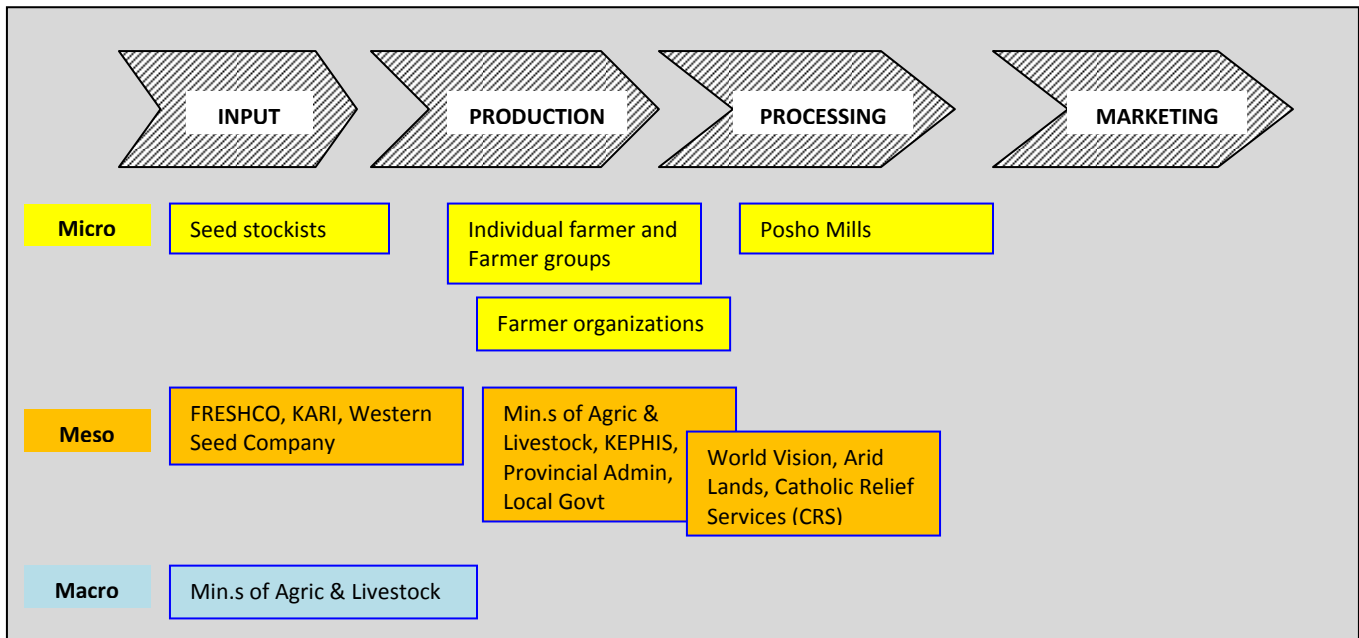 INPUT
PRODUCTION
PROCESSING
MARKETING
Micro
Seed stockists
Individual farmer and
Farmer groups
Posho Mills
Farmer organizations
Meso
FRESHCO, KARI, Western
Seed Company
Min.s of Agric &
Livestock, KEPHIS,
Provincial Admin,
Local Govt
World Vision, Arid
Lands, Catholic Relief
Services (CRS)
Macro
Min.s of Agric & Livestock